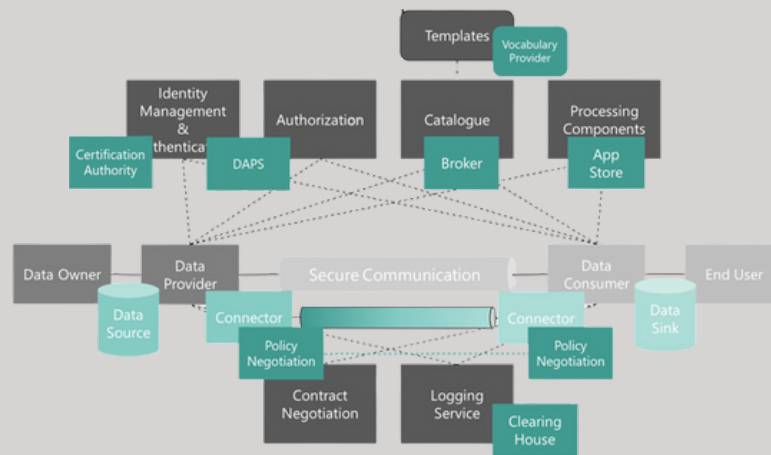 Templates
Vocabulary
Provider
Identity
Management
&
Authorization
Catalogue
Processing
Components
Certification
Authority
DAPS
Broker
App
Store
Data Owner
Data
Provider
Secure Communication
Data
Consumer
End User
Data
Source
Connector
Connector
Data
Sink
Policy
Negotiation
Policy
Negotiation
Contract
Negotiation
Logging
Service
Clearing
House